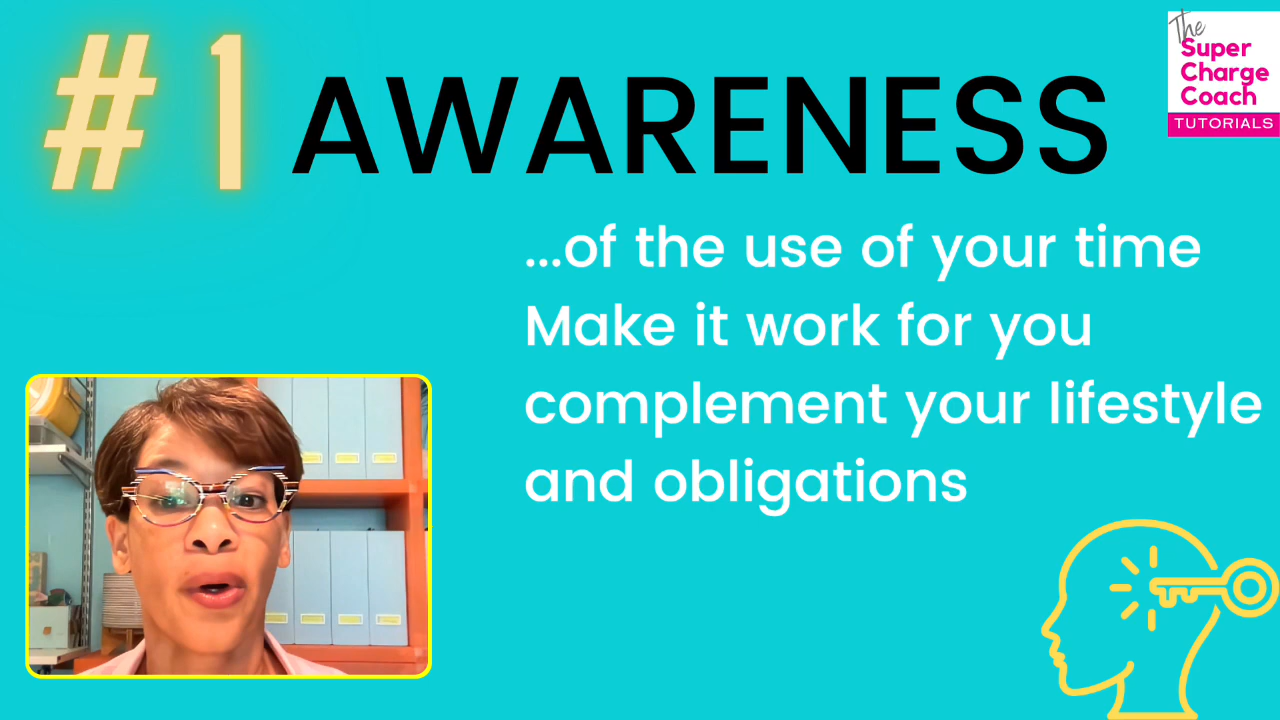 # 1 AWARENESS
The
Super
Charge
Coach
TUTORIALS
...of the use of your time
Make it work for you
complement your lifestyle
and obligations